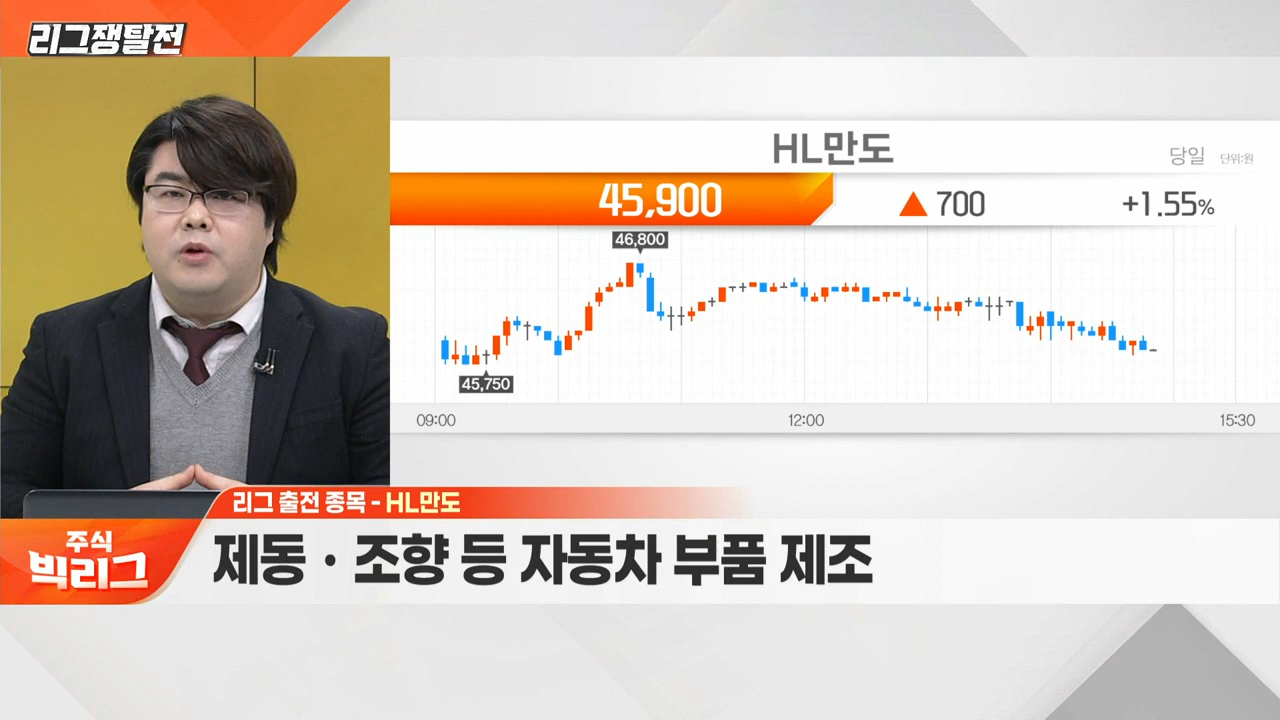 리그쟁탈전
HL만도
당일 단위:원
45,900 ▲ 700 +1.55%
46,800
45,750
09:00 12:00 15:30
리그 출전 종목 - HL만도
주식
빅리그
제동 · 조향 등 자동차 부품 제조